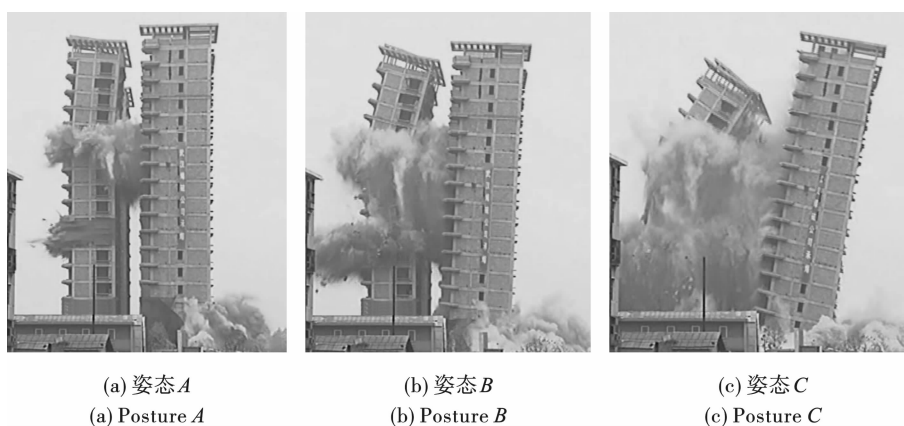 (a) 姿态A
(b) 姿态B
(c) 姿态C
(a) Posture A
(b) Posture B
(c) Posture C